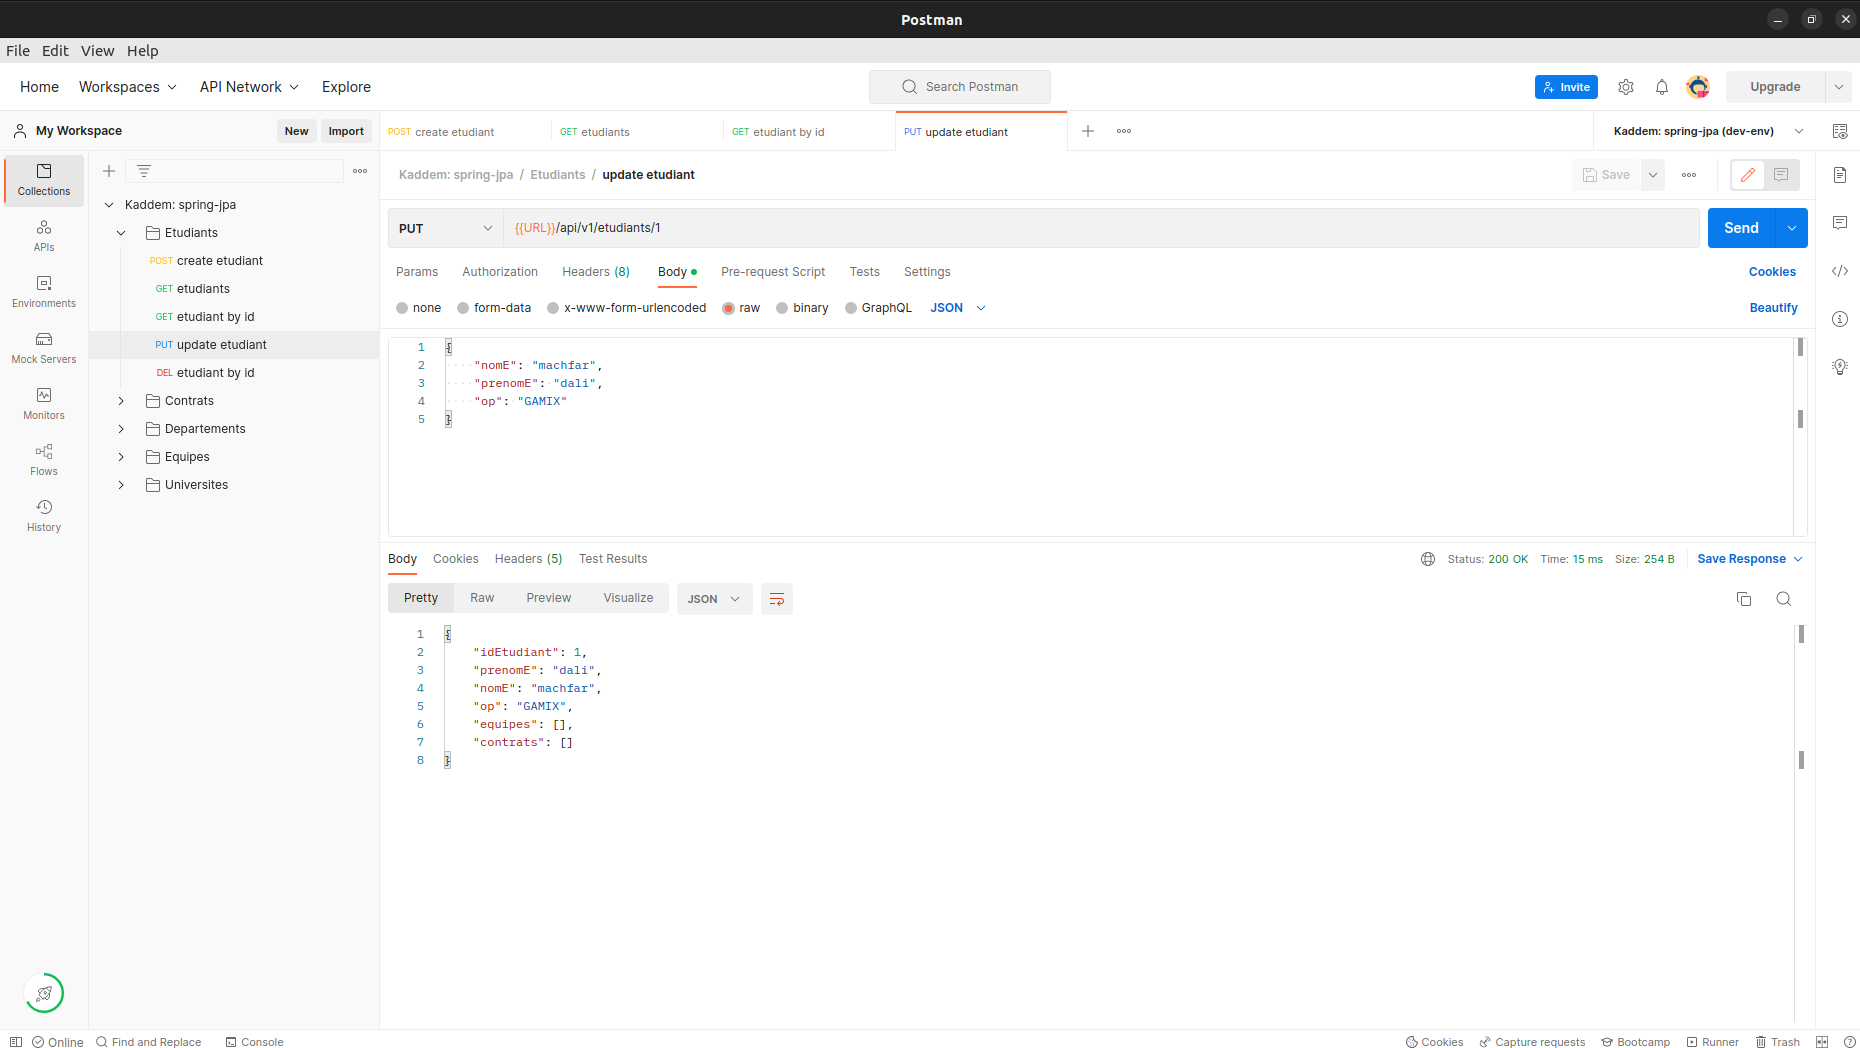 Postman
File Edit View Help
Home Workspaces API Network Explore Search Postman Invite Upgrade
My Workspace New Import POST create etudiant GET etudiants GET etudiant by id PUT update etudiant Kaddem: spring-jpa (dev-env)
Kaddem: spring-jpa / Etudiants / update etudiant Save
PUT {{URL}}/api/v1/etudiants/1 Send
Params Authorization Headers (8) Body Pre-request Script Tests Settings Cookies
none form-data x-www-form-urlencoded raw binary GraphQL JSON Beautify
1 {
2 "nomE": "machfar",
3 "prenomE": "dali",
4 "op": "GAMIX"
5 }
Collections
APIs
Environments
Mock Servers
Monitors
Flows
History
Kaddem: spring-jpa
Etudiants
POST create etudiant
GET etudiants
GET etudiant by id
PUT update etudiant
DEL etudiant by id
Contrats
Departements
Equipes
Universites
Body Cookies Headers (5) Test Results Status: 200 OK Time: 15 ms Size: 254 B Save Response
Pretty Raw Preview Visualize JSON
1 {
2 "idEtudiant": 1,
3 "prenomE": "dali",
4 "nomE": "machfar",
5 "op": "GAMIX",
6 "equipes": [],
7 "contrats": []
8 }
Online Find and Replace Console Cookies Capture requests Bootcamp Runner Trash